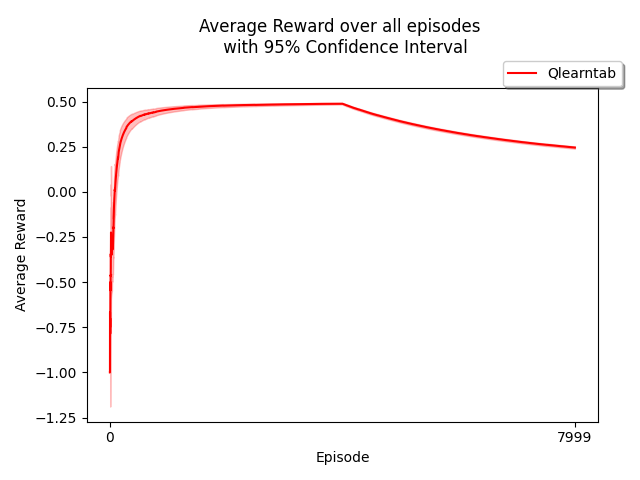 Average Reward over all episodes
with 95% Confidence Interval
Qlearntab
0.50
0.25
0.00
−0.25
−0.50
−0.75
−1.00
−1.25
Average Reward
0
7999
Episode